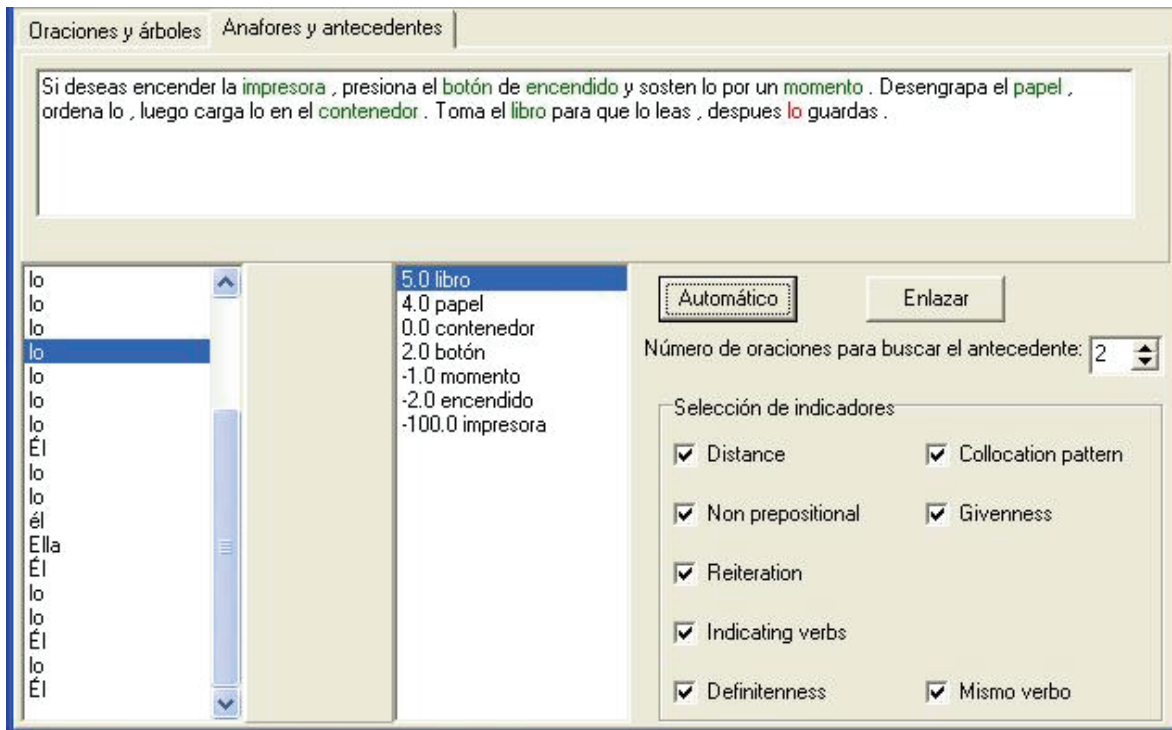 Oraciones y árboles
Anafores y antecedentes
Si deseas encender la impresora , presiona el botón de encendido y sosten lo por un momento . Desengrapa el papel ,
ordena lo , luego carga lo en el contenedor . Toma el libro para que lo leas , despues lo guardas .
lo
lo
lo
lo
lo
lo
lo
Él
lo
lo
él
Ella
Él
lo
lo
Él
lo
Él
5.0 libro
4.0 papel
0.0 contenedor
2.0 botón
-1.0 momento
-2.0 encendido
-100.0 impresora
Automático
Enlazar
Número de oraciones para buscar el antecedente: 2
Selección de indicadores
Distance
Collocation pattern
Non prepositional
Givenness
Reiteration
Indicating verbs
Definitenness
Mismo verbo